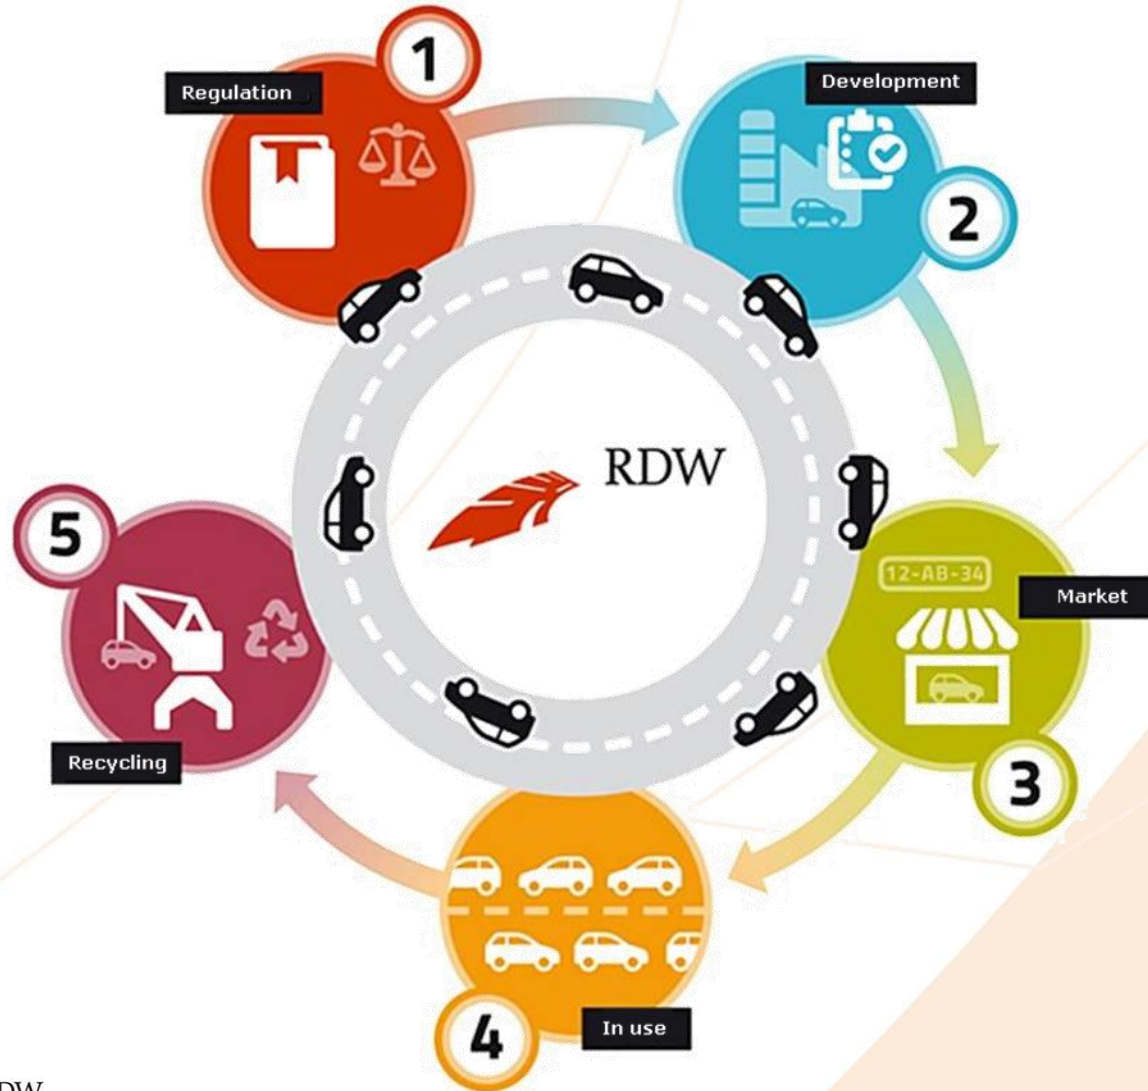 1
Regulation
Development
2
RDW
5
12-AB-34
Market
Recycling
3
In use
4